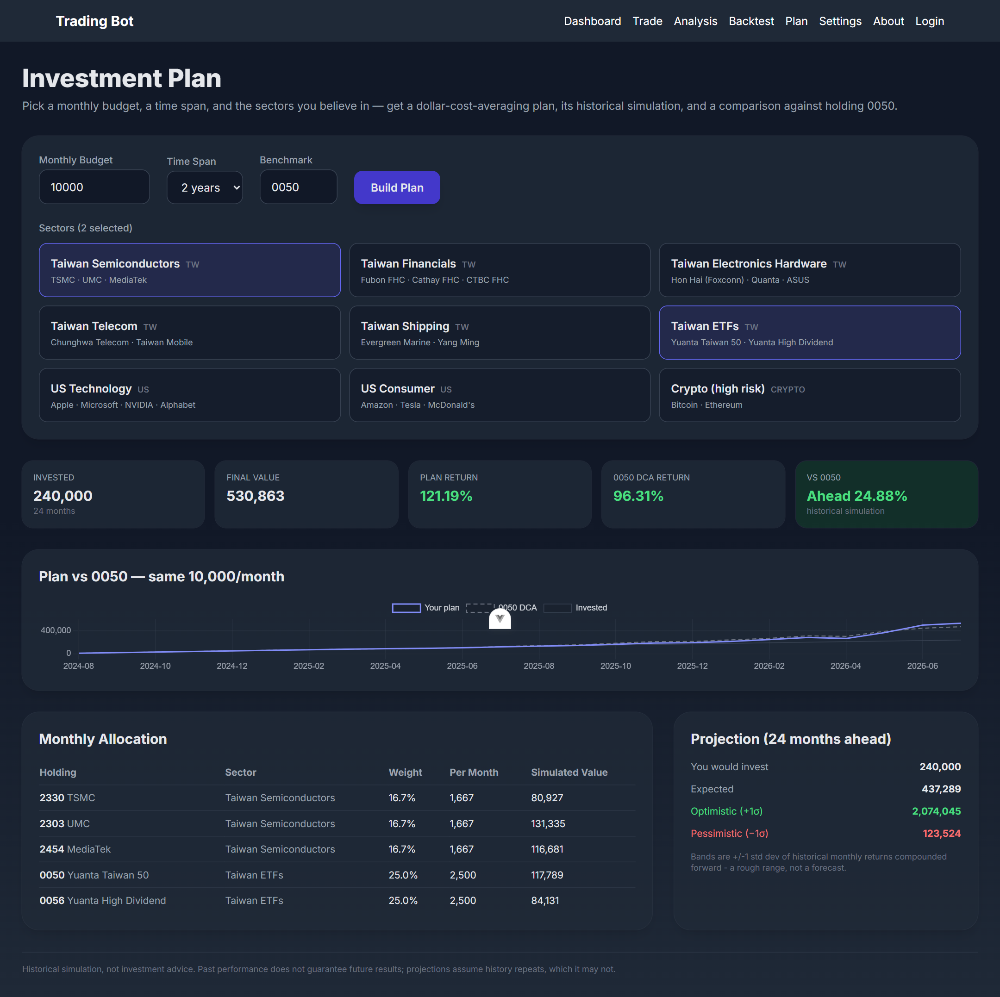 Trading Bot
Dashboard Trade Analysis Backtest Plan Settings About Login
Investment Plan
Pick a monthly budget, a time span, and the sectors you believe in — get a dollar-cost-averaging plan, its historical simulation, and a comparison against holding 0050.
Monthly Budget
10000
Time Span
2 years
Benchmark
0050
Build Plan
Sectors (2 selected)
Taiwan Semiconductors TW
TSMC · UMC · MediaTek
Taiwan Financials TW
Fubon FHC · Cathay FHC · CTBC FHC
Taiwan Electronics Hardware TW
Hon Hai (Foxconn) · Quanta · ASUS
Taiwan Telecom TW
Chunghwa Telecom · Taiwan Mobile
Taiwan Shipping TW
Evergreen Marine · Yang Ming
Taiwan ETFs TW
Yuanta Taiwan 50 · Yuanta High Dividend
US Technology US
Apple · Microsoft · NVIDIA · Alphabet
US Consumer US
Amazon · Tesla · McDonald's
Crypto (high risk) CRYPTO
Bitcoin · Ethereum
INVESTED
240,000
24 months
FINAL VALUE
530,863
PLAN RETURN
121.19%
0050 DCA RETURN
96.31%
VS 0050
Ahead 24.88%
historical simulation
Plan vs 0050 — same 10,000/month
Your plan 0050 DCA Invested
400,000
0
2024-08 2024-10 2024-12 2025-02 2025-04 2025-06 2025-08 2025-10 2025-12 2026-02 2026-04 2026-06
Monthly Allocation
Holding Sector Weight Per Month Simulated Value
2330 TSMC Taiwan Semiconductors 16.7% 1,667 80,927
2303 UMC Taiwan Semiconductors 16.7% 1,667 131,335
2454 MediaTek Taiwan Semiconductors 16.7% 1,667 116,681
0050 Yuanta Taiwan 50 Taiwan ETFs 25.0% 2,500 117,789
0056 Yuanta High Dividend Taiwan ETFs 25.0% 2,500 84,131
Projection (24 months ahead)
You would invest 240,000
Expected 437,289
Optimistic (+1σ) 2,074,045
Pessimistic (−1σ) 123,524
Bands are +/-1 std dev of historical monthly returns compounded
forward - a rough range, not a forecast.
Historical simulation, not investment advice. Past performance does not guarantee future results; projections assume history repeats, which it may not.